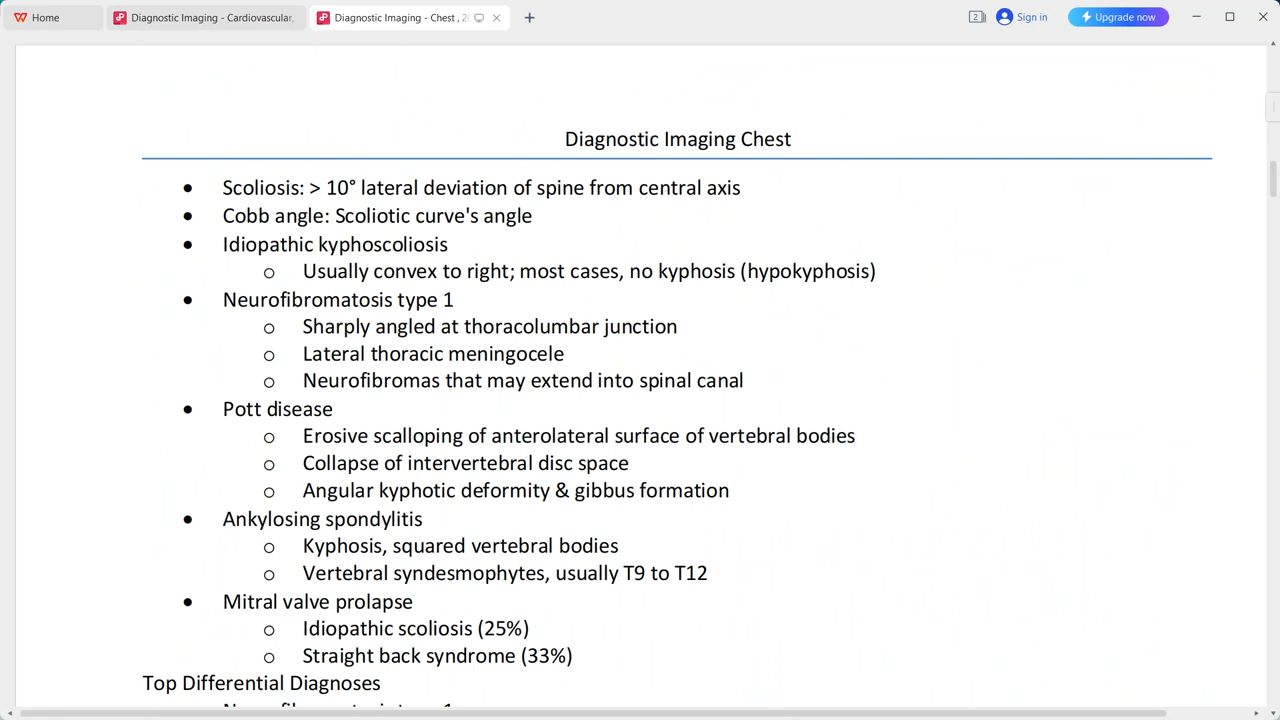 Home
Diagnostic Imaging - Cardiovascular,
Diagnostic Imaging - Chest , 20
2
Sign in
Upgrade now
Diagnostic Imaging Chest
• Scoliosis: > 10° lateral deviation of spine from central axis
• Cobb angle: Scoliotic curve's angle
• Idiopathic kyphoscoliosis
o Usually convex to right; most cases, no kyphosis (hypokyphosis)
• Neurofibromatosis type 1
o Sharply angled at thoracolumbar junction
o Lateral thoracic meningocele
o Neurofibromas that may extend into spinal canal
• Pott disease
o Erosive scalloping of anterolateral surface of vertebral bodies
o Collapse of intervertebral disc space
o Angular kyphotic deformity & gibbus formation
• Ankylosing spondylitis
o Kyphosis, squared vertebral bodies
o Vertebral syndesmophytes, usually T9 to T12
• Mitral valve prolapse
o Idiopathic scoliosis (25%)
o Straight back syndrome (33%)
Top Differential Diagnoses